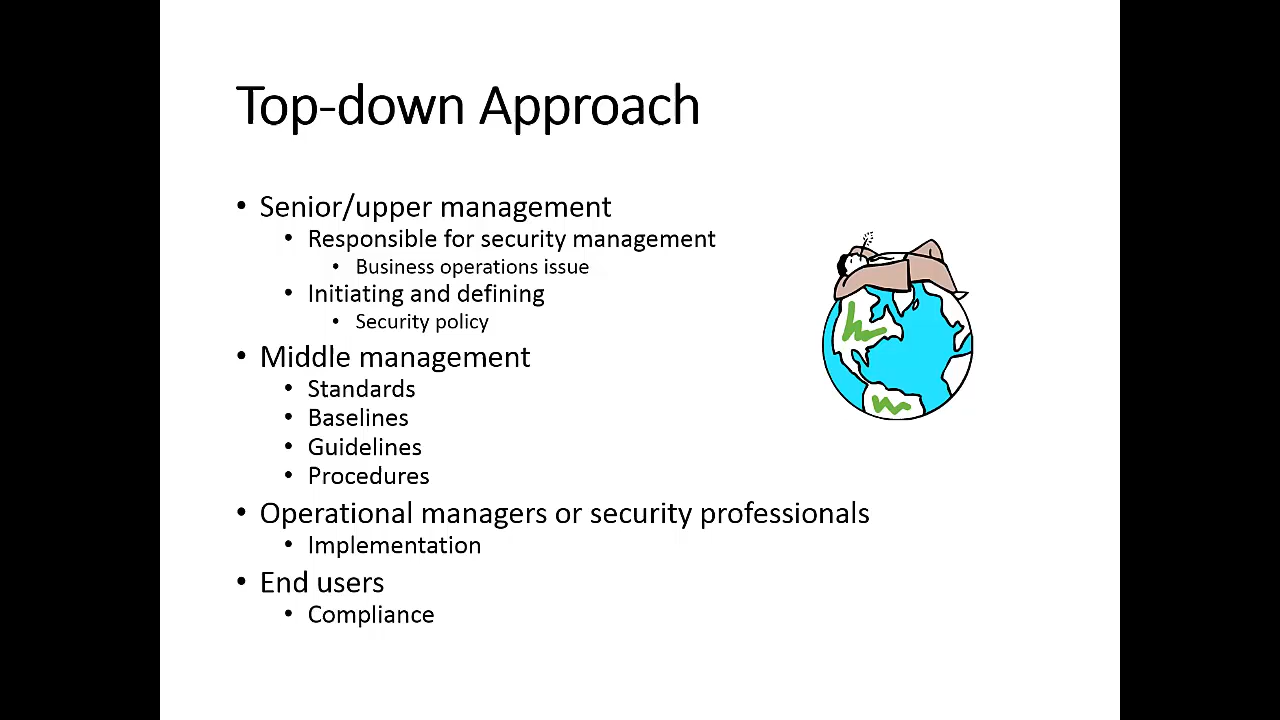 Top-down Approach
• Senior/upper management
• Responsible for security management
• Business operations issue
• Initiating and defining
• Security policy
• Middle management
• Standards
• Baselines
• Guidelines
• Procedures
• Operational managers or security professionals
• Implementation
• End users
• Compliance